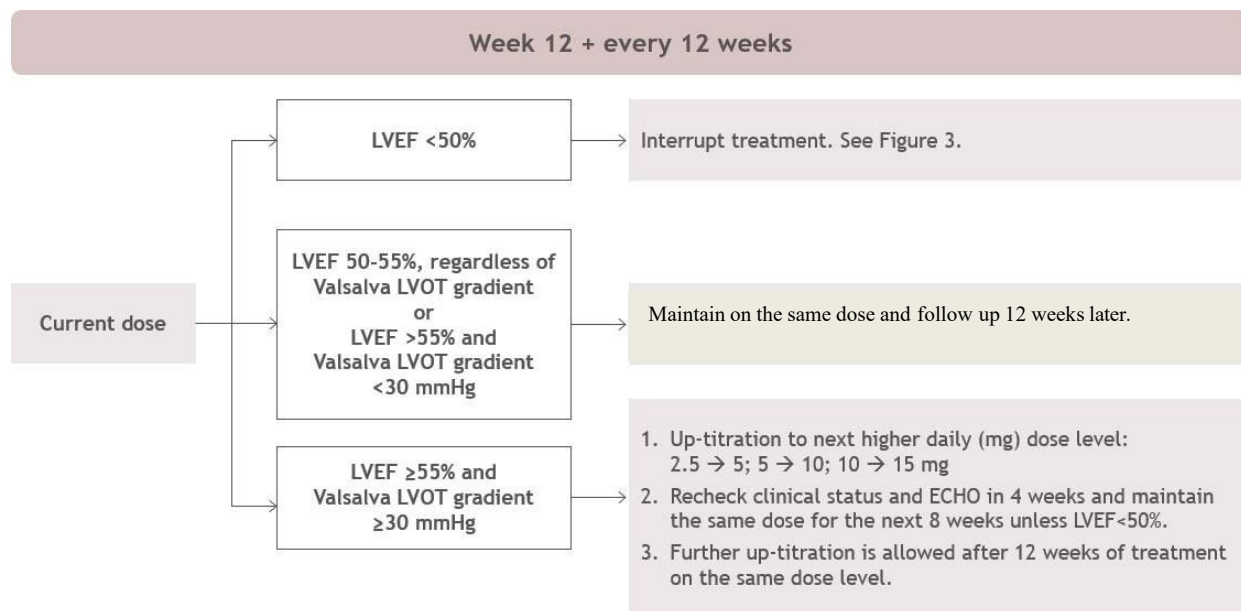 Week 12 + every 12 weeks
LVEF <50%
Interrupt treatment. See Figure 3.
Current dose
LVEF 50-55%, regardless of
Valsalva LVOT gradient
or
LVEF >55% and
Valsalva LVOT gradient
<30 mmHg
Maintain on the same dose and follow up 12 weeks later.
LVEF ≥55% and
Valsalva LVOT gradient
≥30 mmHg
1. Up-titration to next higher daily (mg) dose level:
2.5 → 5; 5 → 10; 10 → 15 mg
2. Recheck clinical status and ECHO in 4 weeks and maintain
the same dose for the next 8 weeks unless LVEF<50%.
3. Further up-titration is allowed after 12 weeks of treatment
on the same dose level.